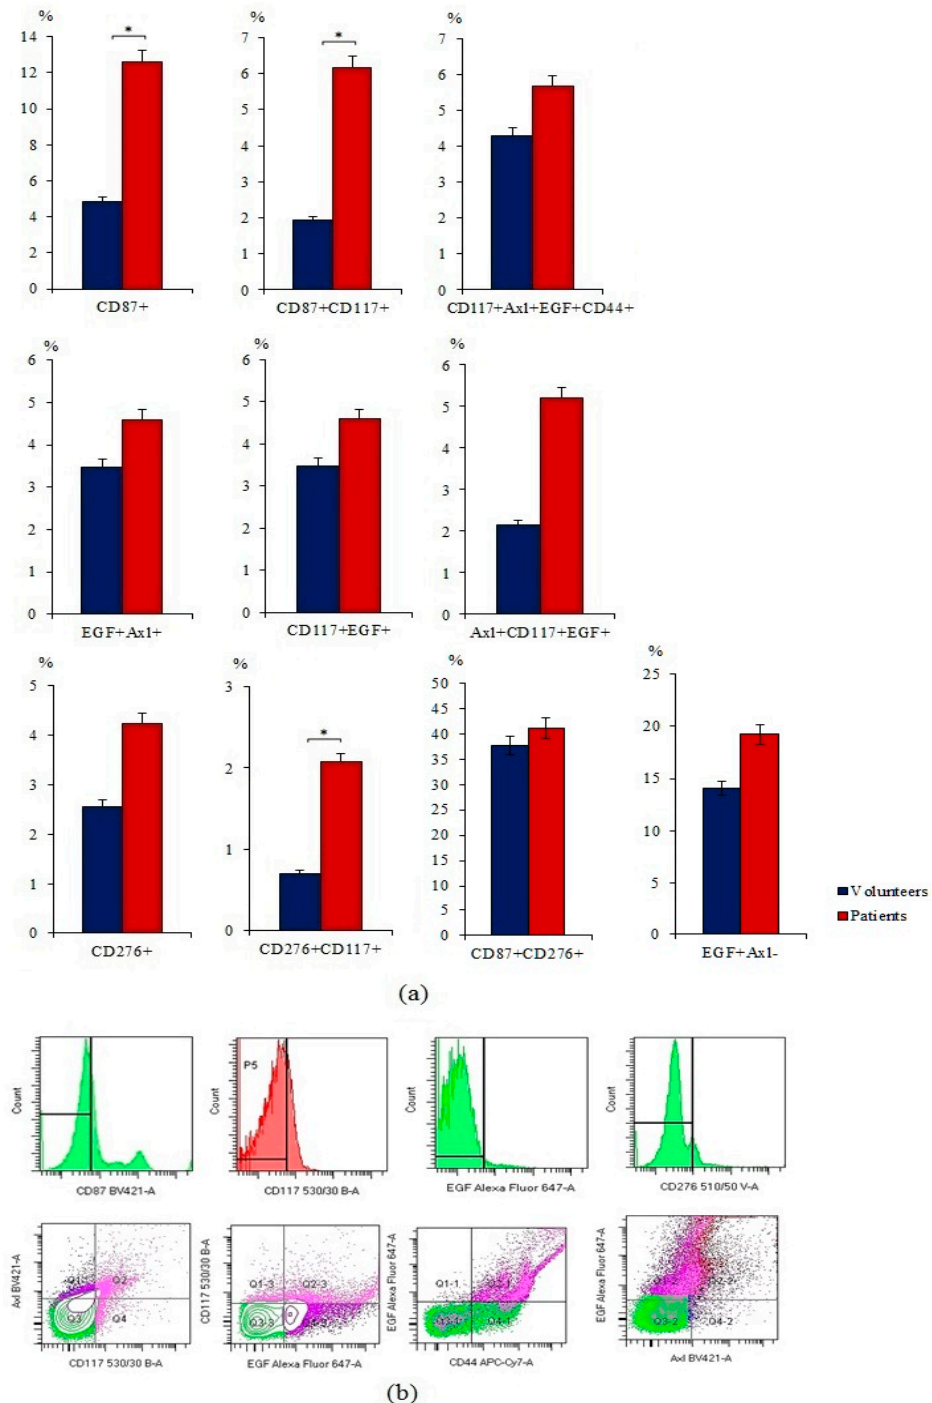 %
14
12
10
8
6
4
2
0
*
CD87+
%
7
6
5
4
3
2
1
0
*
CD87+CD117+
%
7
6
5
4
3
2
1
0
CD117+Axl+EGF+CD44+
%
6
5
4
3
2
1
0
EGF+Axl+
%
6
5
4
3
2
1
0
CD117+EGF+
%
6
5
4
3
2
1
0
Axl+CD117+EGF+
%
5
4
3
2
1
0
CD276+
%
3
2
1
0
*
CD276+CD117+
%
50
45
40
35
30
25
20
15
10
5
0
CD87+CD276+
%
25
20
15
10
5
0
EGF+Axl-
Volunteers
Patients
(a)
Count
CD87 BV421-A
Count
P5
CD117 530/30 B-A
Count
EGF Alexa Fluor 647-A
Count
CD276 510/50 V-A
Axl BV421-A
Q1
Q2
Q3
Q4
CD117 530/30 B-A
CD117 530/30 B-A
Q1-3
Q2-3
Q3-3
EGF Alexa Fluor 647-A
EGF Alexa Fluor 647-A
Q1-1
Q4-1
CD44 APC-Cy7-A
EGF Alexa Fluor 647-A
Q2-2
Q3-2
Q4-2
Axl BV421-A
(b)